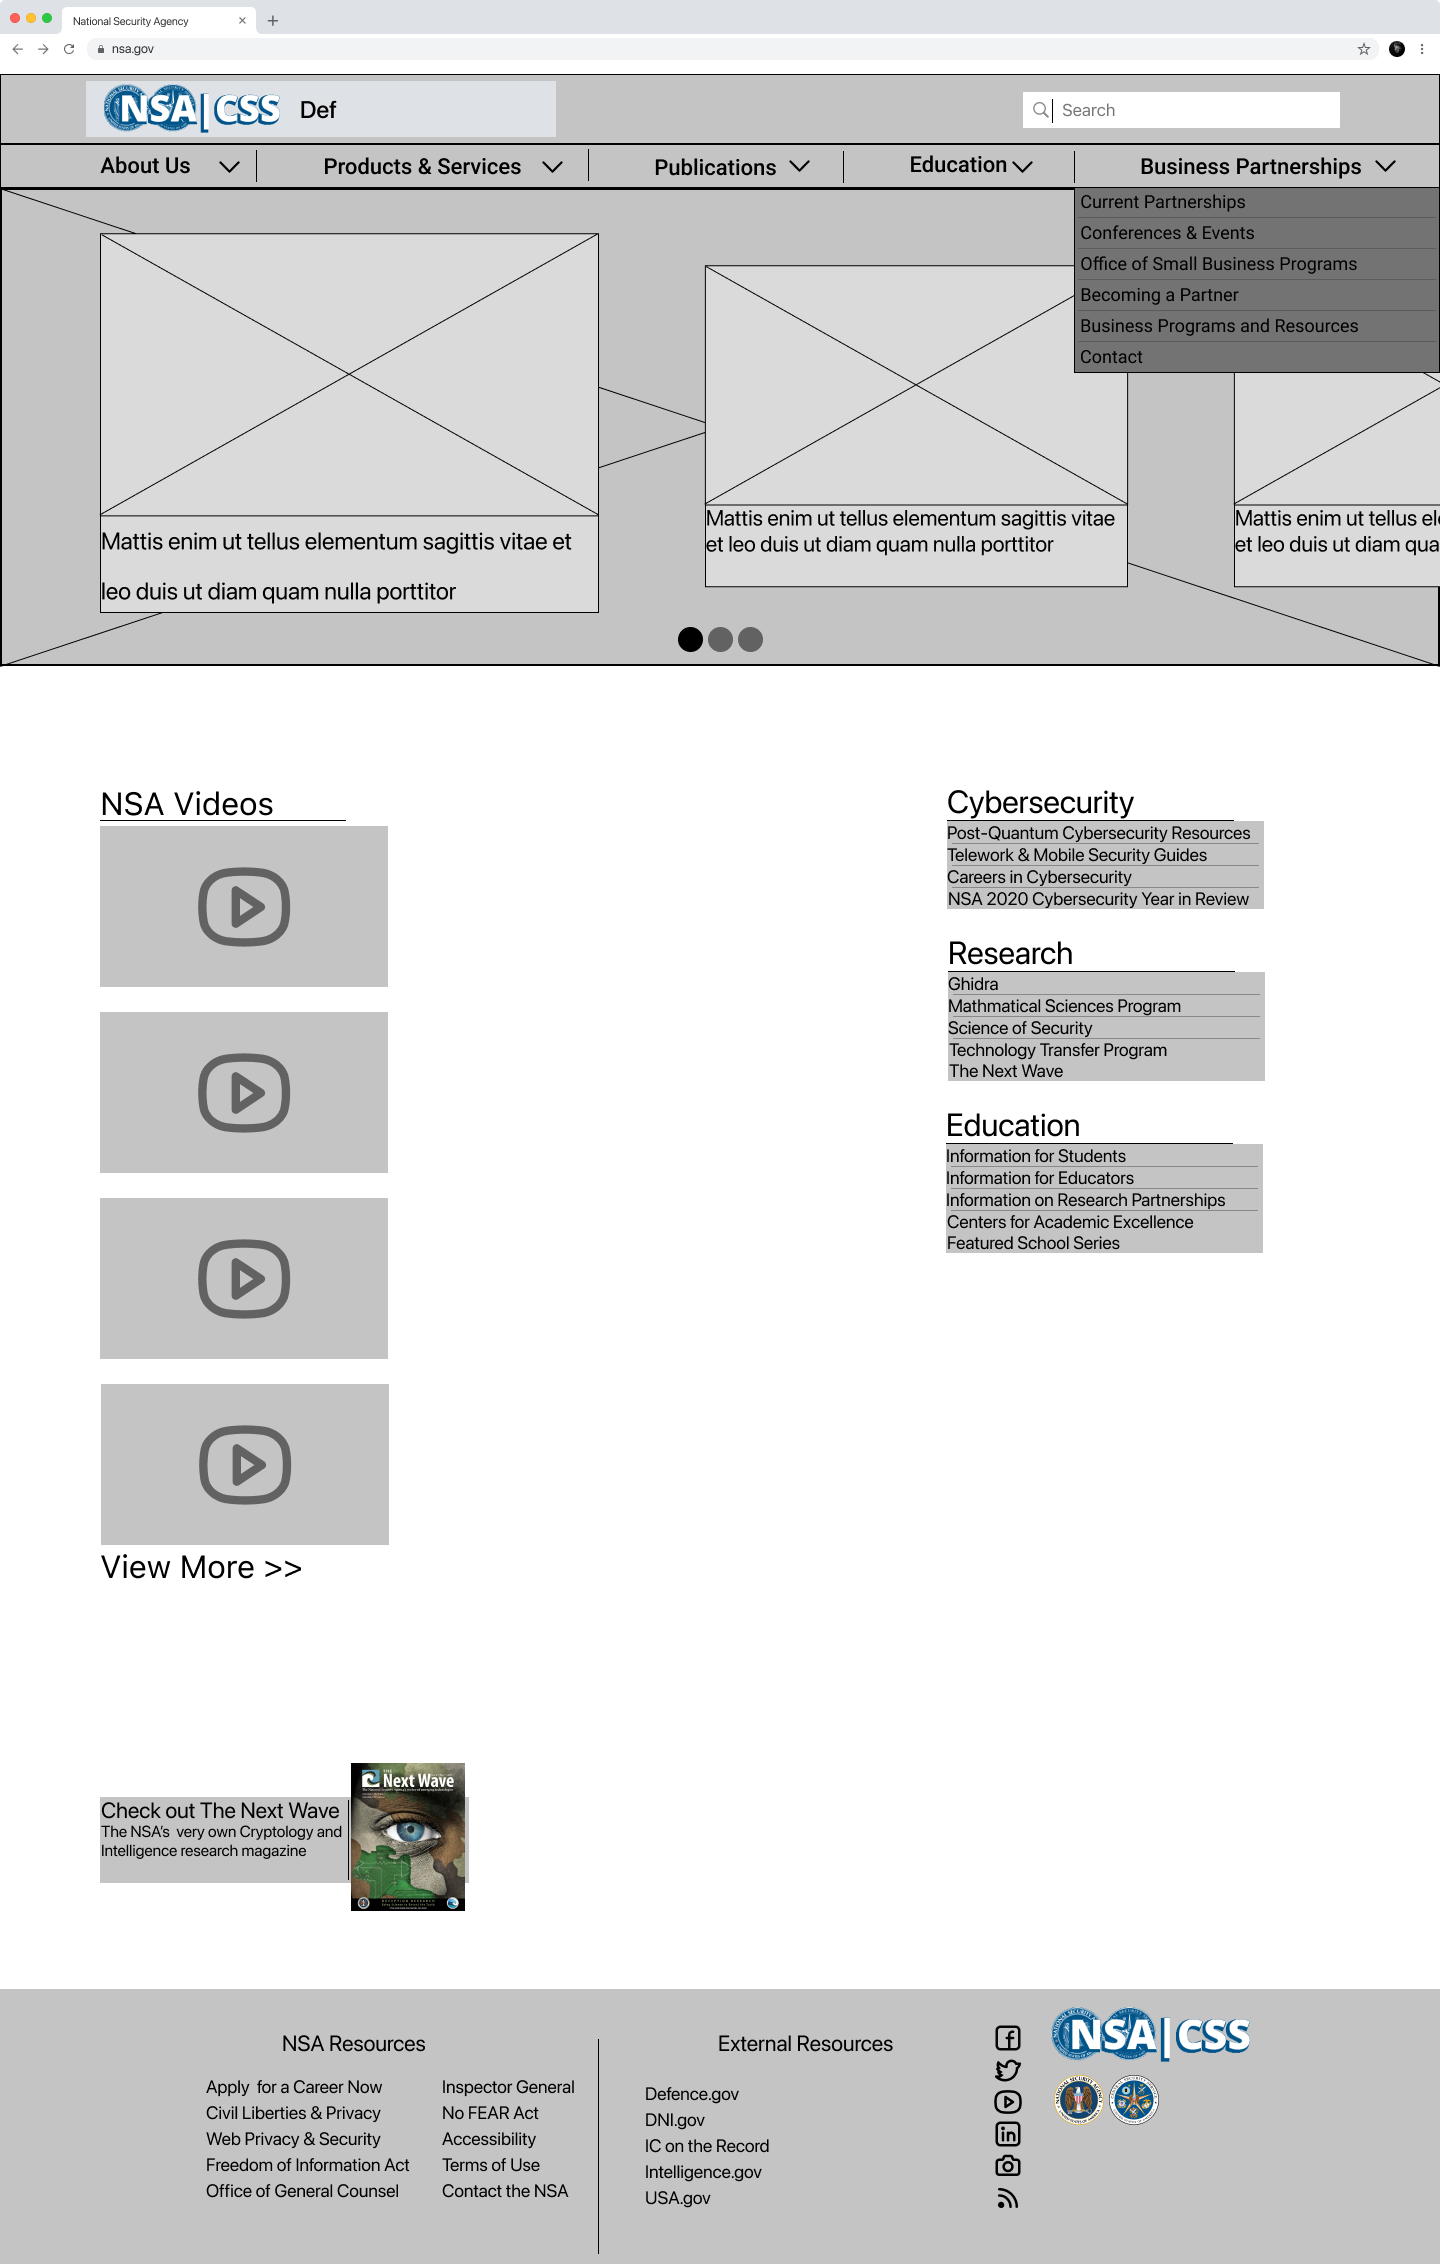 National Security Agency
nsa.gov
NSA|CSS
Def
Search
About Us
Products & Services
Publications
Education
Business Partnerships
Current Partnerships
Conferences & Events
Office of Small Business Programs
Becoming a Partner
Business Programs and Resources
Contact
Mattis enim ut tellus elementum sagittis vitae et
leo duis ut diam quam nulla porttitor
Mattis enim ut tellus elementum sagittis vitae
et leo duis ut diam quam nulla porttitor
Mattis enim ut tellus el
et leo duis ut diam qua
NSA Videos
View More >>
Cybersecurity
Post-Quantum Cybersecurity Resources
Telework & Mobile Security Guides
Careers in Cybersecurity
NSA 2020 Cybersecurity Year in Review
Research
Ghidra
Mathmatical Sciences Program
Science of Security
Technology Transfer Program
The Next Wave
Education
Information for Students
Information for Educators
Information on Research Partnerships
Centers for Academic Excellence
Featured School Series
Check out The Next Wave
The NSA's very own Cryptology and
Intelligence research magazine
THE
Next Wave
NSA Resources
Apply for a Career Now
Civil Liberties & Privacy
Web Privacy & Security
Freedom of Information Act
Office of General Counsel
Inspector General
No FEAR Act
Accessibility
Terms of Use
Contact the NSA
External Resources
Defence.gov
DNI.gov
IC on the Record
Intelligence.gov
USA.gov
NSA|CSS